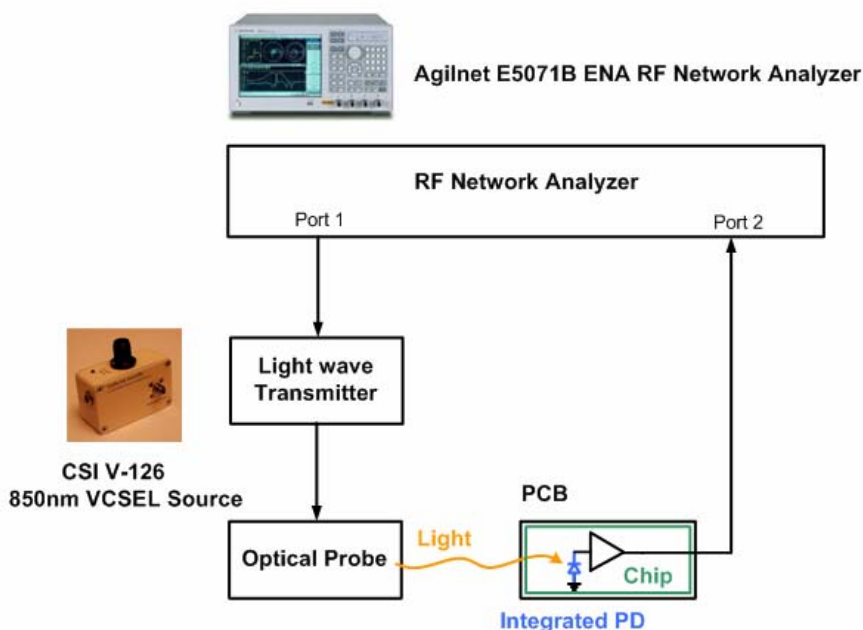 Agilnet E5071B ENA RF Network Analyzer
RF Network Analyzer
Port 1
Port 2
Light wave
Transmitter
CSI V-126
850nm VCSEL Source
PCB
Optical Probe
Light
Chip
Integrated PD